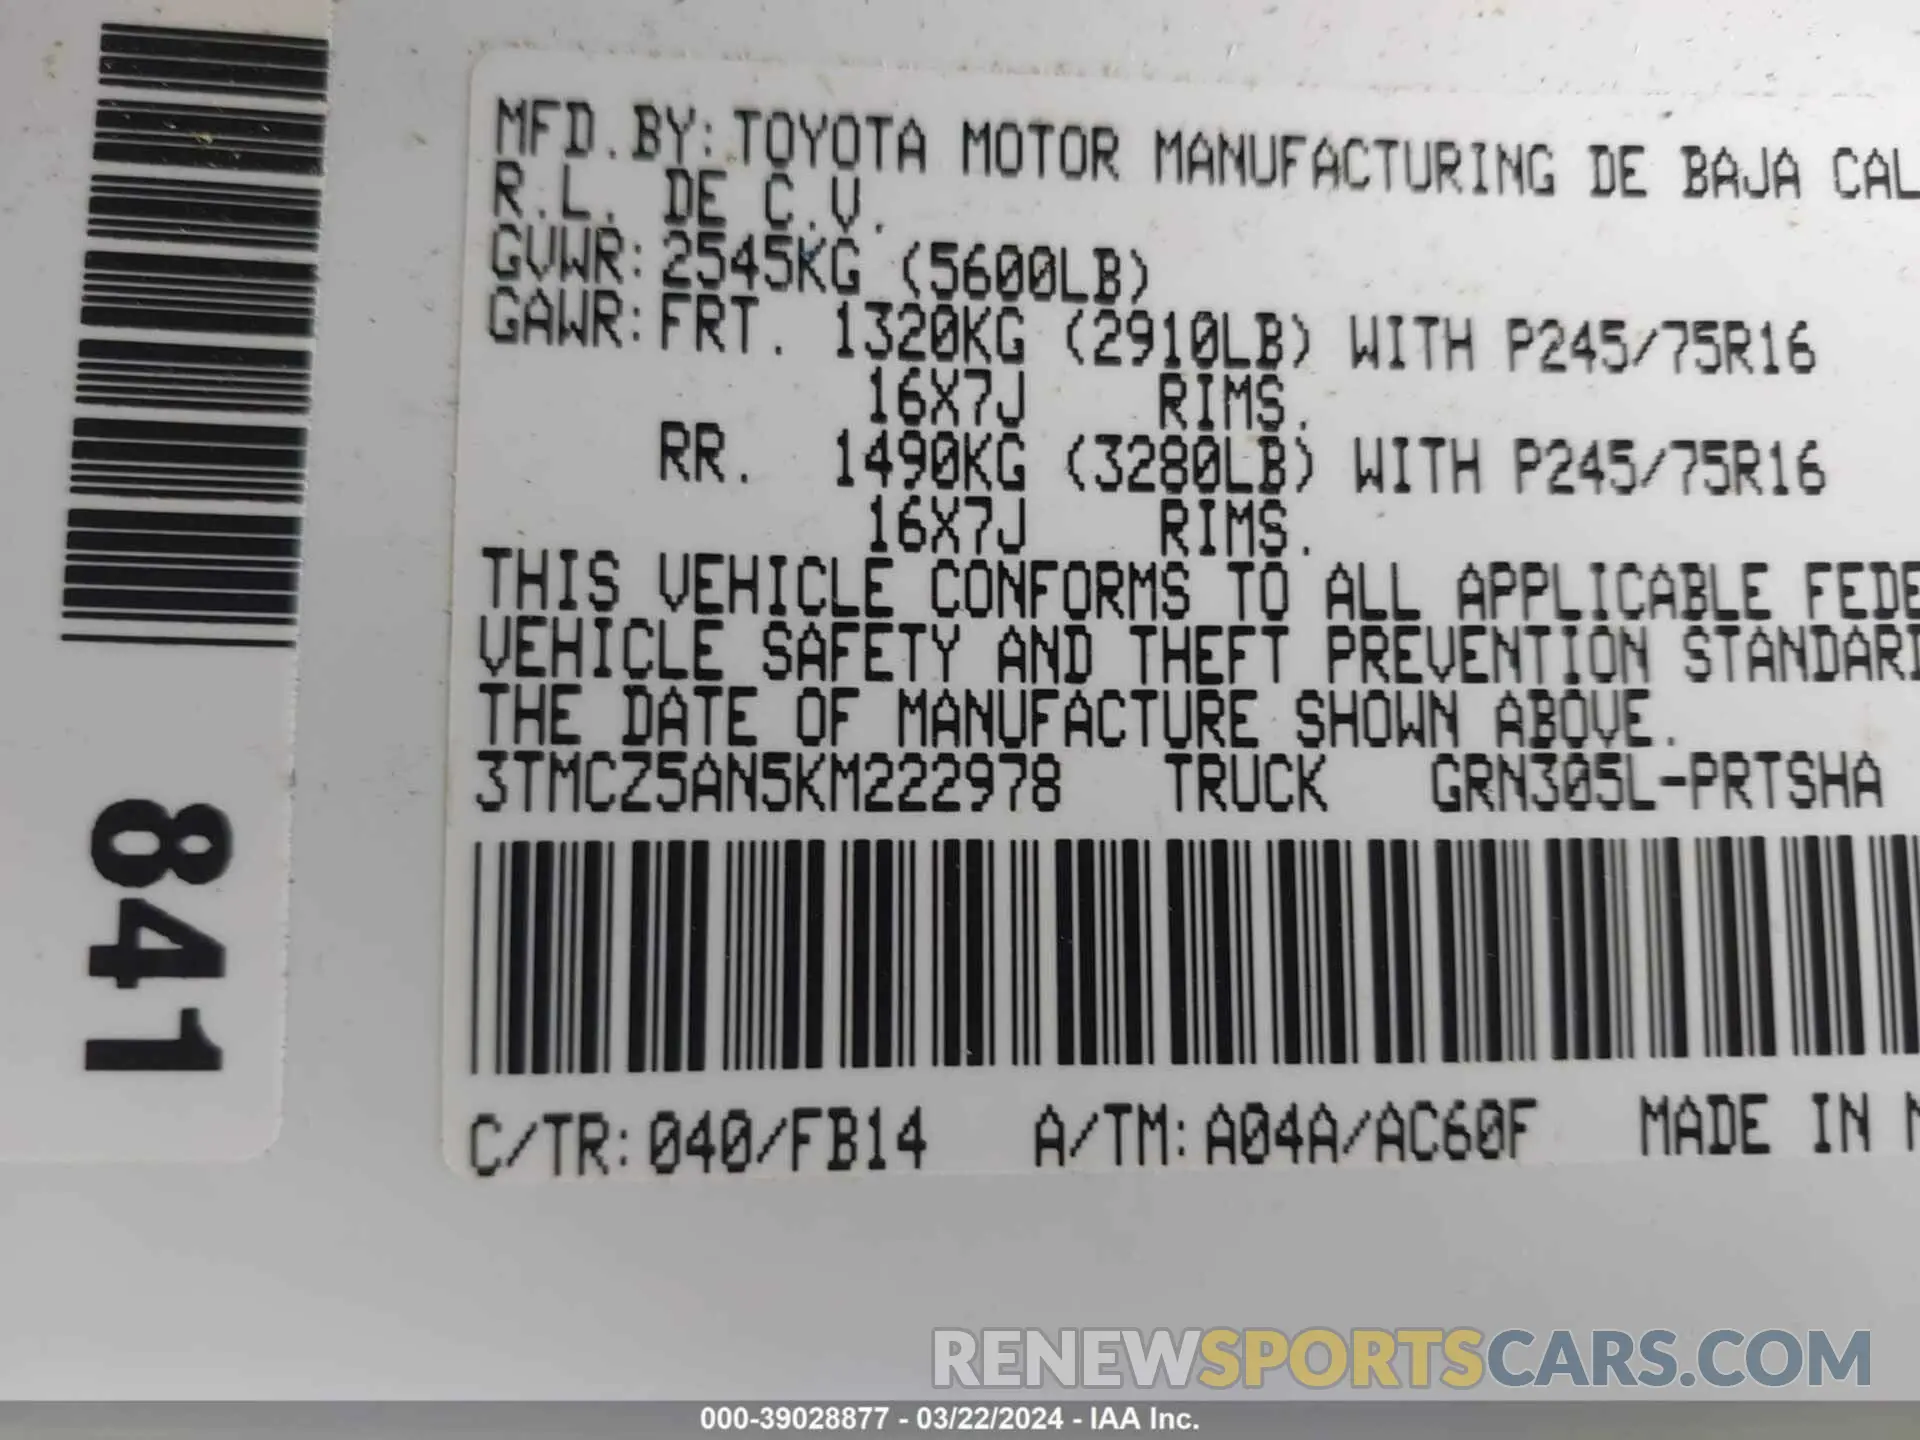 MFD.BY:TOYOTA MOTOR MANUFACTURING DE BAJA CAL
R.L. DE C.V.
GVWR:2545KG (5600LB)
GAWR:FRT. 1320KG (2910LB) WITH P245/75R16
16X7J RIMS.
RR. 1490KG (3280LB) WITH P245/75R16
16X7J RIMS.
THIS VEHICLE CONFORMS TO ALL APPLICABLE FEDE
VEHICLE SAFETY AND THEFT PREVENTION STANDARD
THE DATE OF MANUFACTURE SHOWN ABOVE.
3TMCZ5AN5KM222978 TRUCK GRN305L-PRTSHA
C/TR:040/FB14 A/TM:A04A/AC60F MADE IN M
841
RENEWSPORTSCARS.COM
000-39028877 - 03/22/2024 - IAA Inc.